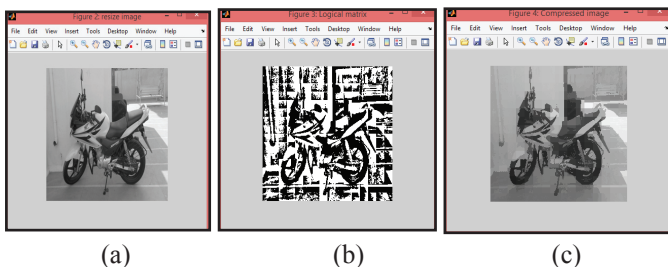 Figure 2: resize image
File Edit View Insert Tools Desktop Window Help
Figure 3: Logical matrix
File Edit View Insert Tools Desktop Window Help
Figure 4: Compressed image
File Edit View Insert Tools Desktop Window Help
(a) (b) (c)